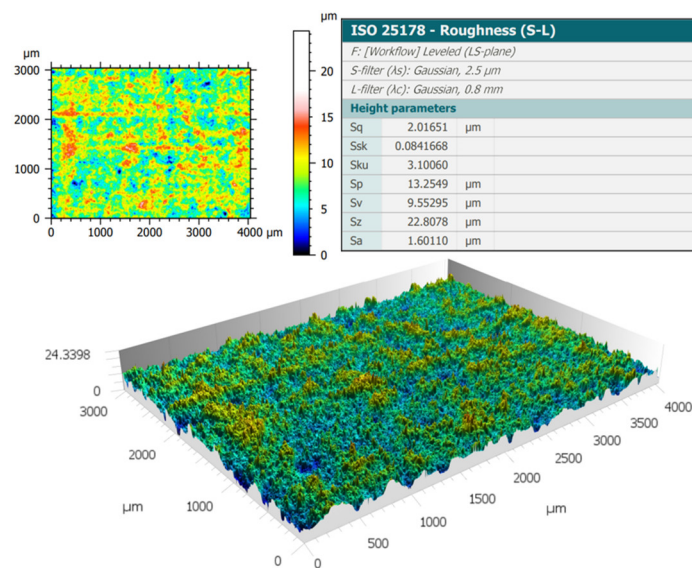 µm
3000
2000
1000
0
0 1000 2000 3000 4000 µm
µm
20
15
10
5
0
ISO 25178 - Roughness (S-L)
F: [Workflow] Leveled (LS-plane)
S-filter (λs): Gaussian, 2.5 µm
L-filter (λc): Gaussian, 0.8 mm
Height parameters
Sq 2.01651 µm
Ssk 0.0841668
Sku 3.10060
Sp 13.2549 µm
Sv 9.55295 µm
Sz 22.8078 µm
Sa 1.60110 µm
24.3398
0
3000
2000
1000
0
µm
0
500
1000
1500
2000
2500
3000
3500
4000
µm